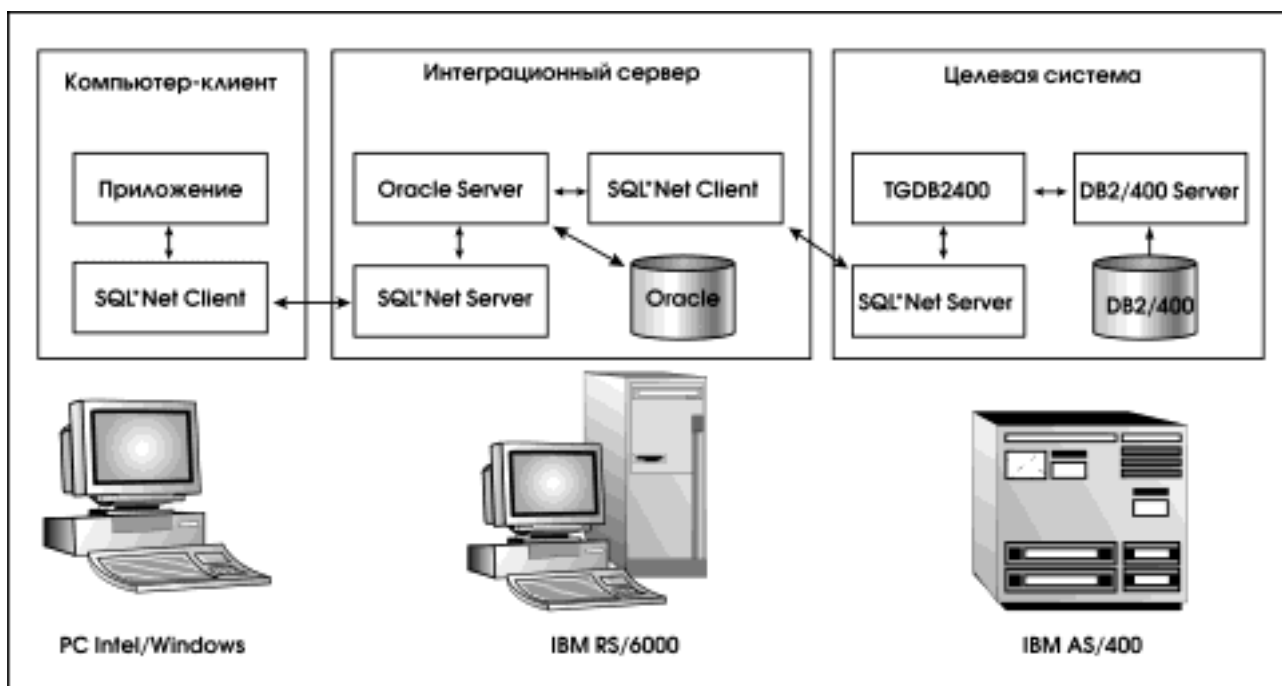 Компьютер-клиент
Приложение
SQL*Net Client
Интеграционный сервер
Oracle Server
SQL*Net Client
SQL*Net Server
Oracle
Целевая система
TGDB2400
DB2/400 Server
SQL*Net Server
DB2/400
PC Intel/Windows
IBM RS/6000
IBM AS/400